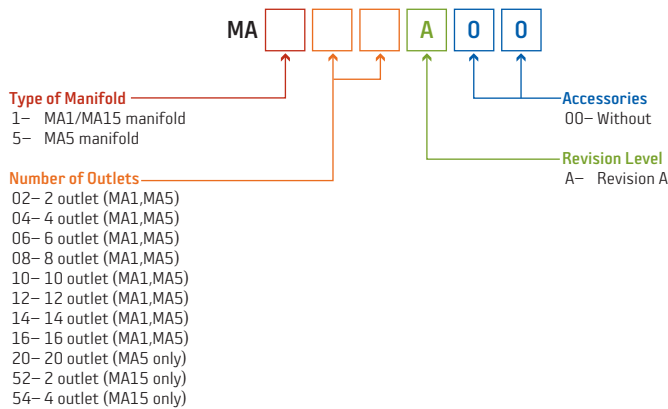 MA A 0 0
Type of Manifold
1– MA1/MA15 manifold
5– MA5 manifold
Number of Outlets
02– 2 outlet (MA1,MA5)
04– 4 outlet (MA1,MA5)
06– 6 outlet (MA1,MA5)
08– 8 outlet (MA1,MA5)
10– 10 outlet (MA1,MA5)
12– 12 outlet (MA1,MA5)
14– 14 outlet (MA1,MA5)
16– 16 outlet (MA1,MA5)
20– 20 outlet (MA5 only)
52– 2 outlet (MA15 only)
54– 4 outlet (MA15 only)
Accessories
00– Without
Revision Level
A– Revision A